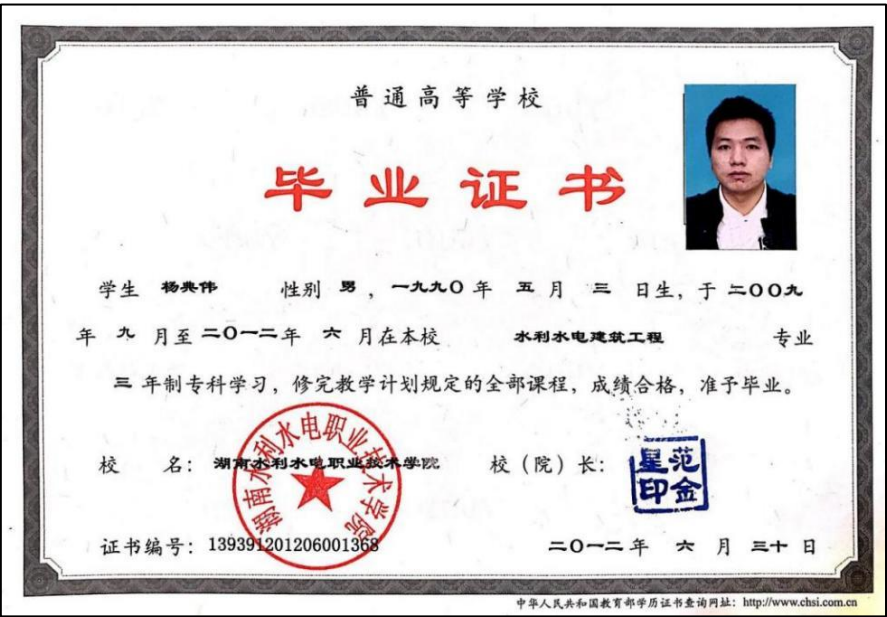 普通高等学校
毕业证书
学生 杨典伟 性别 男，一九九〇年 五 月 三 日生，于 二〇〇九
年 九 月至 二〇一二年 六 月在本校 水利水电建筑工程 专业
三 年制专科学习，修完教学计划规定的全部课程，成绩合格，准予毕业。
校 名：湖南水利水电职业技术学院 校（院）长：
湖南水利水电职业技术学院
星范
印金
证书编号：139391201206001368 二〇一二年 六 月 三十 日
中华人民共和国教育部学历证书查询网址：http://www.chsi.com.cn